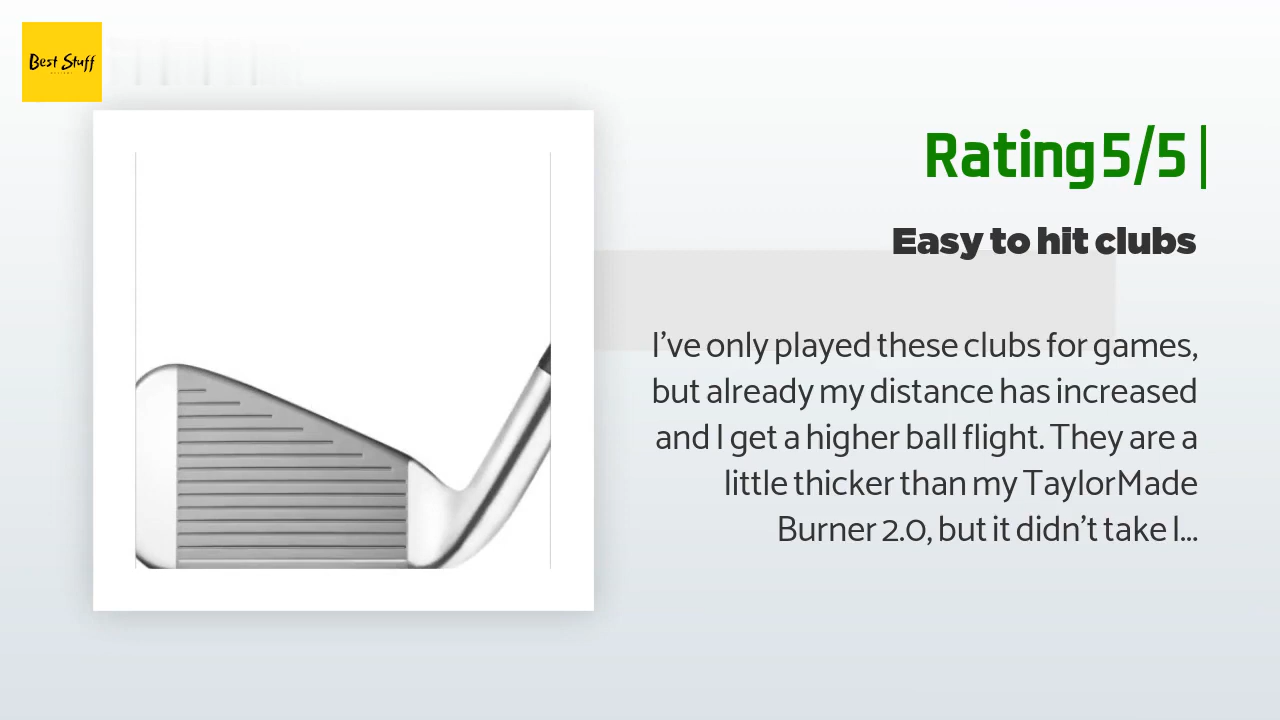 Best Stuff
Rating 5/5 |
Easy to hit clubs
I've only played these clubs for games,
but already my distance has increased
and I get a higher ball flight. They are a
little thicker than my TaylorMade
Burner 2.0, but it didn't take l...